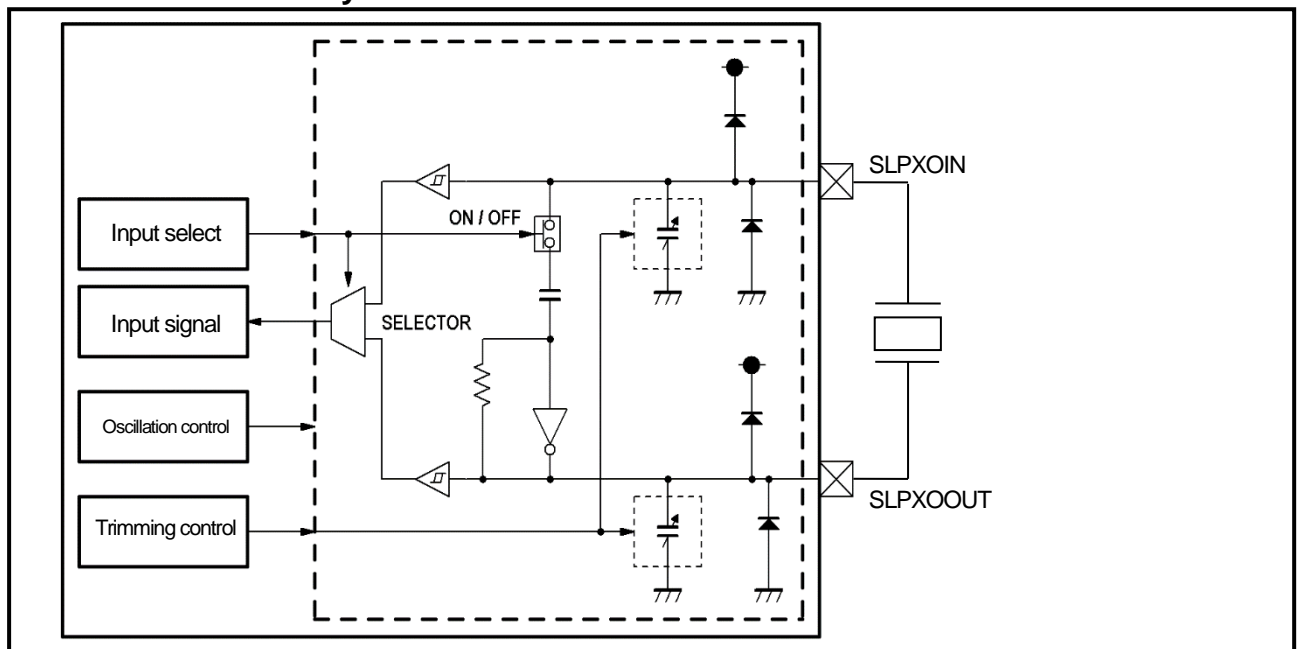 SLPXOIN
ON / OFF
Input select
Input signal
SELECTOR
Oscillation control
SLPXOOUT
Trimming control